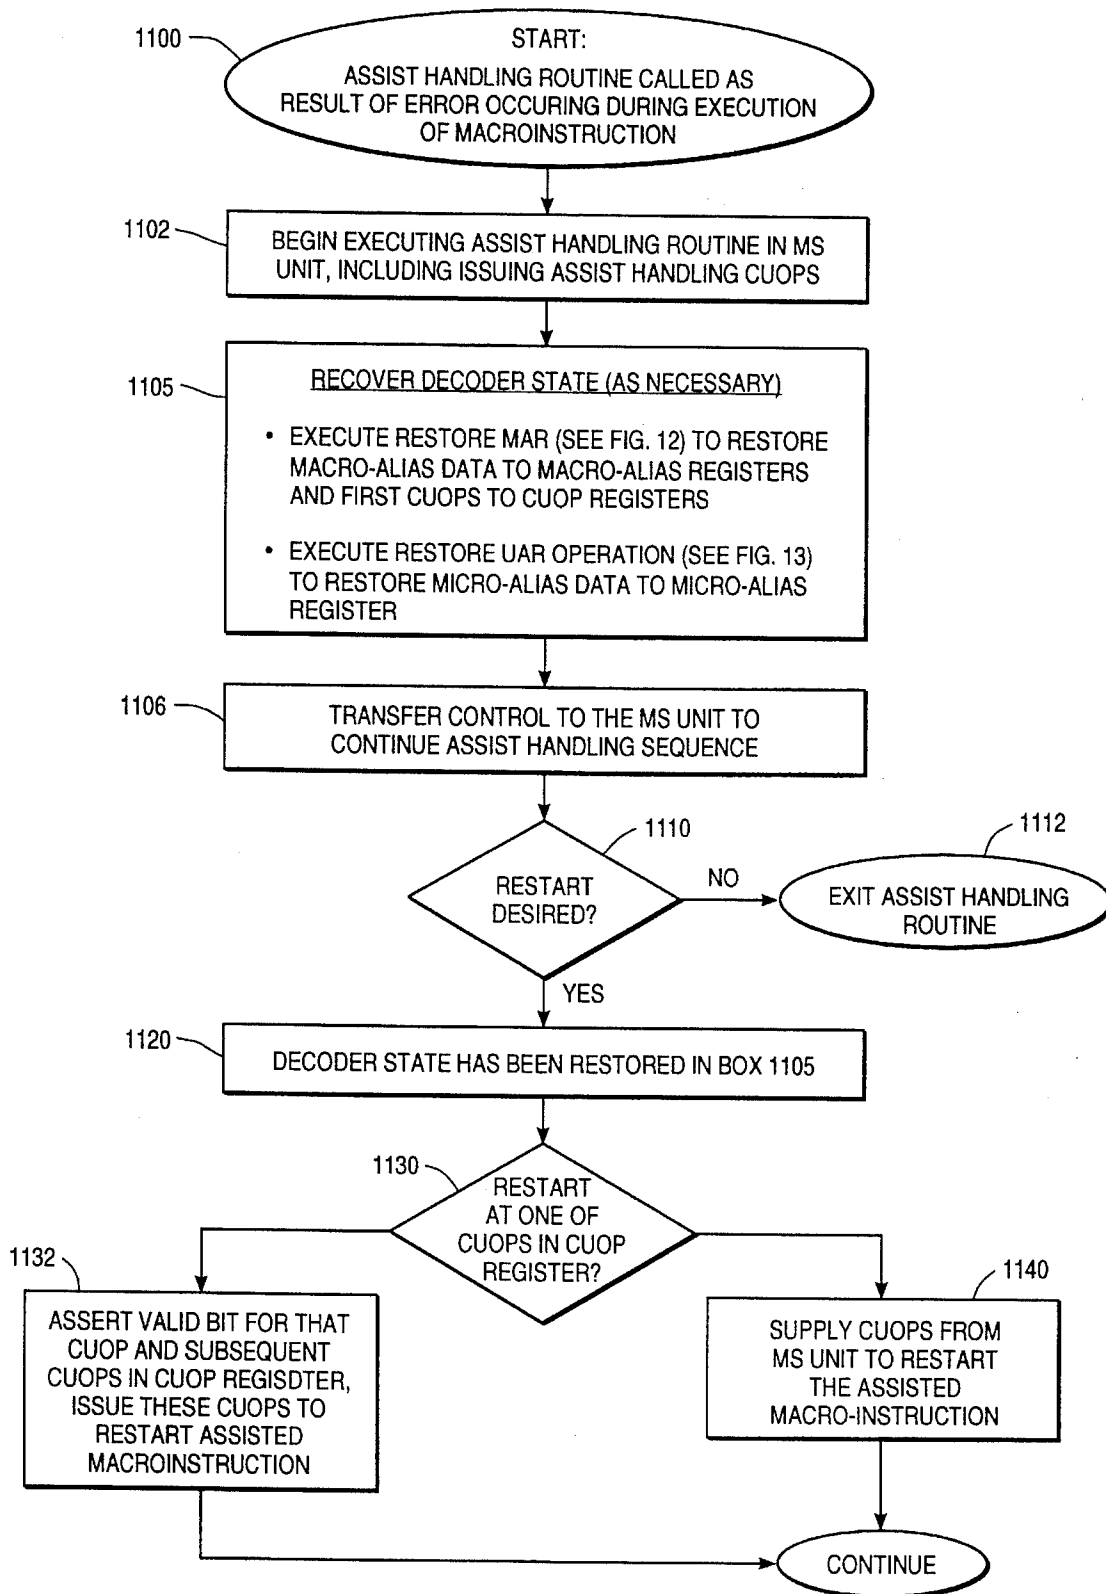 1100
START:
ASSIST HANDLING ROUTINE CALLED AS
RESULT OF ERROR OCCURING DURING EXECUTION
OF MACROINSTRUCTION
1102
BEGIN EXECUTING ASSIST HANDLING ROUTINE IN MS
UNIT, INCLUDING ISSUING ASSIST HANDLING CUOPS
1105
RECOVER DECODER STATE (AS NECESSARY)
• EXECUTE RESTORE MAR (SEE FIG. 12) TO RESTORE
MACRO-ALIAS DATA TO MACRO-ALIAS REGISTERS
AND FIRST CUOPS TO CUOP REGISTERS
• EXECUTE RESTORE UAR OPERATION (SEE FIG. 13)
TO RESTORE MICRO-ALIAS DATA TO MICRO-ALIAS
REGISTER
1106
TRANSFER CONTROL TO THE MS UNIT TO
CONTINUE ASSIST HANDLING SEQUENCE
1110
RESTART
DESIRED?
NO
1112
EXIT ASSIST HANDLING
ROUTINE
YES
1120
DECODER STATE HAS BEEN RESTORED IN BOX 1105
1130
RESTART
AT ONE OF
CUOPS IN CUOP
REGISTER?
1132
ASSERT VALID BIT FOR THAT
CUOP AND SUBSEQUENT
CUOPS IN CUOP REGISDTER,
ISSUE THESE CUOPS TO
RESTART ASSISTED
MACROINSTRUCTION
1140
SUPPLY CUOPS FROM
MS UNIT TO RESTART
THE ASSISTED
MACRO-INSTRUCTION
CONTINUE